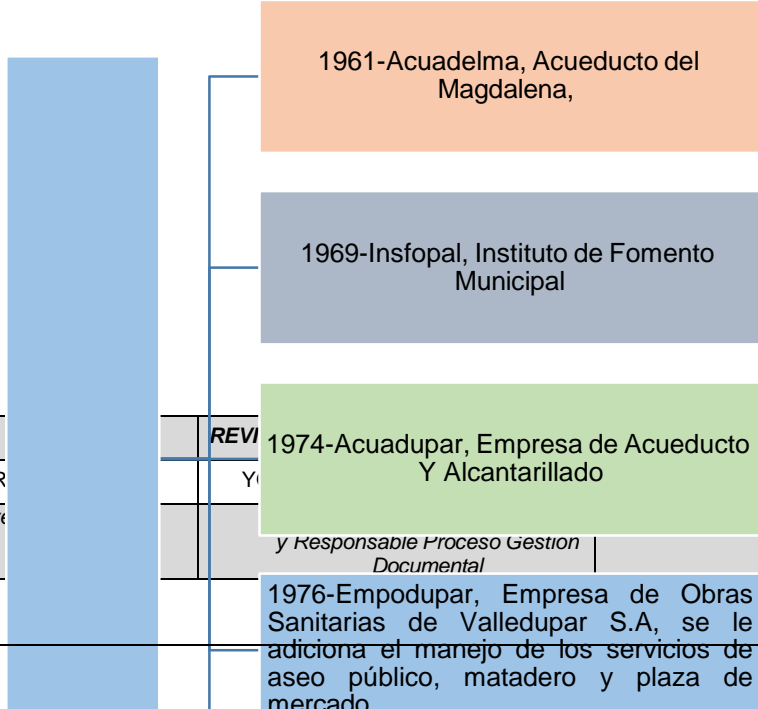 1961-Acuadelma, Acueducto del
Magdalena,
1969-Insfopal, Instituto de Fomento
Municipal
1974-Acuadupar, Empresa de Acueducto
Y Alcantarillado
y Responsable Proceso Gestión
Documental
1976-Empodupar, Empresa de Obras
Sanitarias de Valledupar S.A, se le
adiciona el manejo de los servicios de
aseo público, matadero y plaza de
mercado